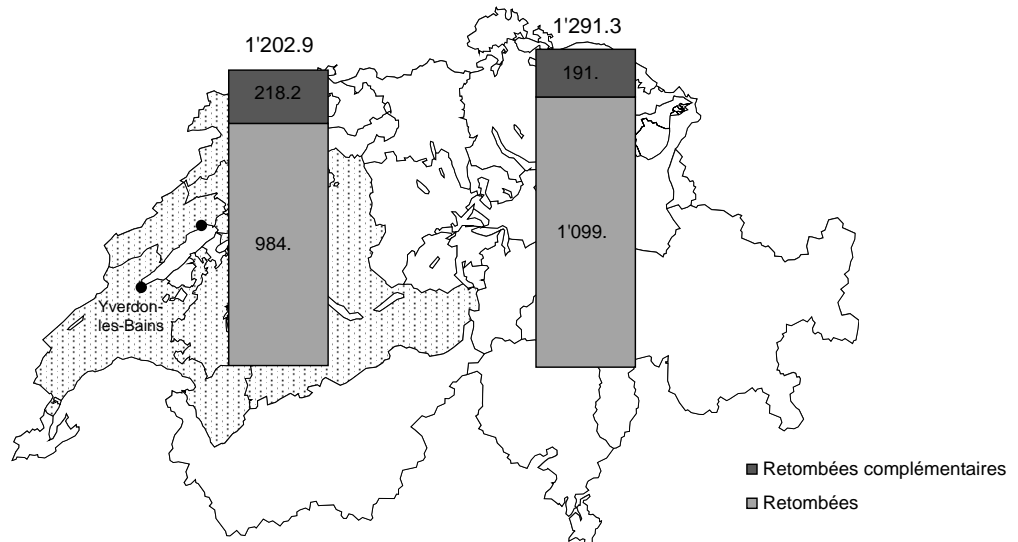 1'202.9
1'291.3
218.2
191.
984.
1'099.
Yverdon-
les-Bains
Retombées complémentaires
Retombées